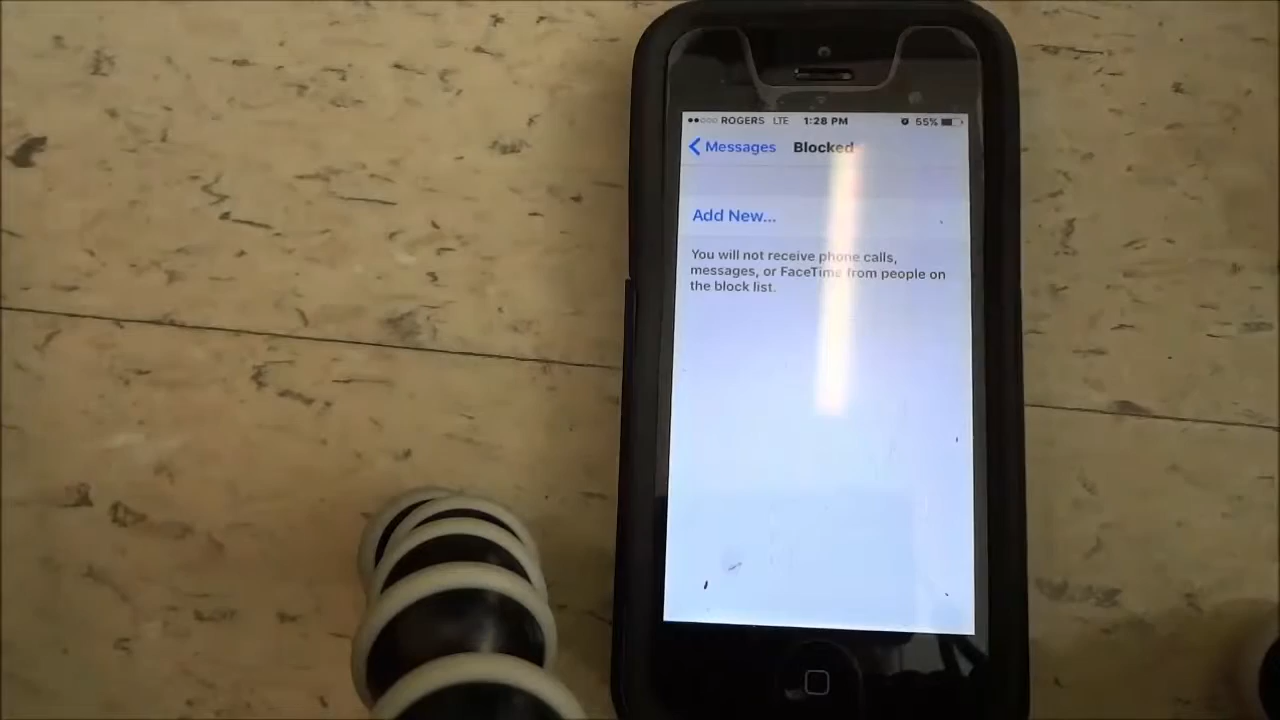 ROGERS LTE 1:28 PM 55%
Messages Blocked
Add New...
You will not receive phone calls,
messages, or FaceTime from people on
the block list.